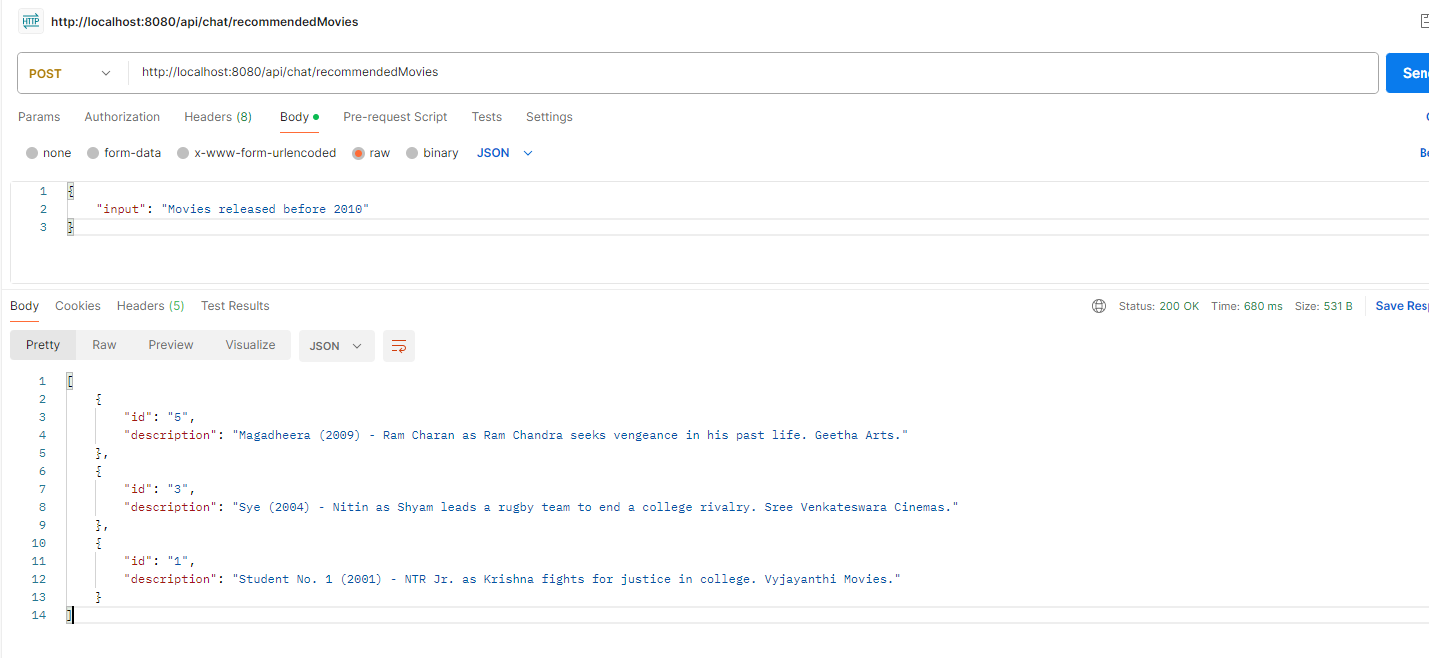 HTTP http://localhost:8080/api/chat/recommendedMovies
POST http://localhost:8080/api/chat/recommendedMovies Sen
Params Authorization Headers (8) Body Pre-request Script Tests Settings
none form-data x-www-form-urlencoded raw binary JSON Be
1 {
2 "input": "Movies released before 2010"
3 }
Body Cookies Headers (5) Test Results Status: 200 OK Time: 680 ms Size: 531 B Save Resp
Pretty Raw Preview Visualize JSON
1 [
2 {
3 "id": "5",
4 "description": "Magadheera (2009) - Ram Charan as Ram Chandra seeks vengeance in his past life. Geetha Arts."
5 },
6 {
7 "id": "3",
8 "description": "Sye (2004) - Nitin as Shyam leads a rugby team to end a college rivalry. Sree Venkateswara Cinemas."
9 },
10 {
11 "id": "1",
12 "description": "Student No. 1 (2001) - NTR Jr. as Krishna fights for justice in college. Vyjayanthi Movies."
13 }
14 ]